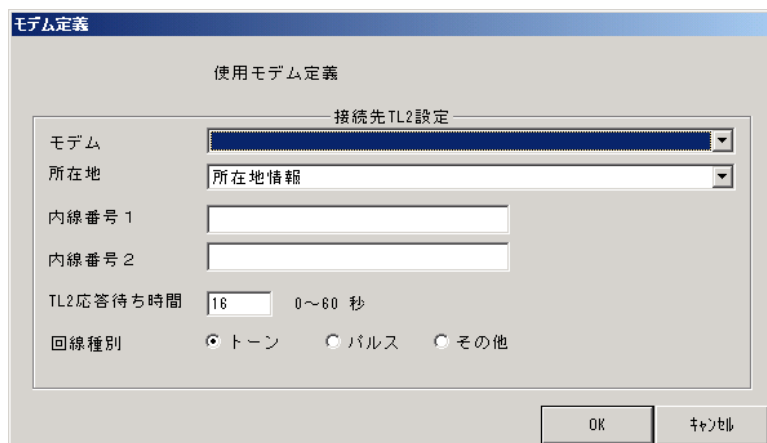 モデム定義
使用モデム定義
接続先TL2設定
モデム
所在地 所在地情報
内線番号1
内線番号2
TL2応答待ち時間 16 0～60 秒
回線種別 トーン パルス その他
OK ｷｬﾝｾﾙ